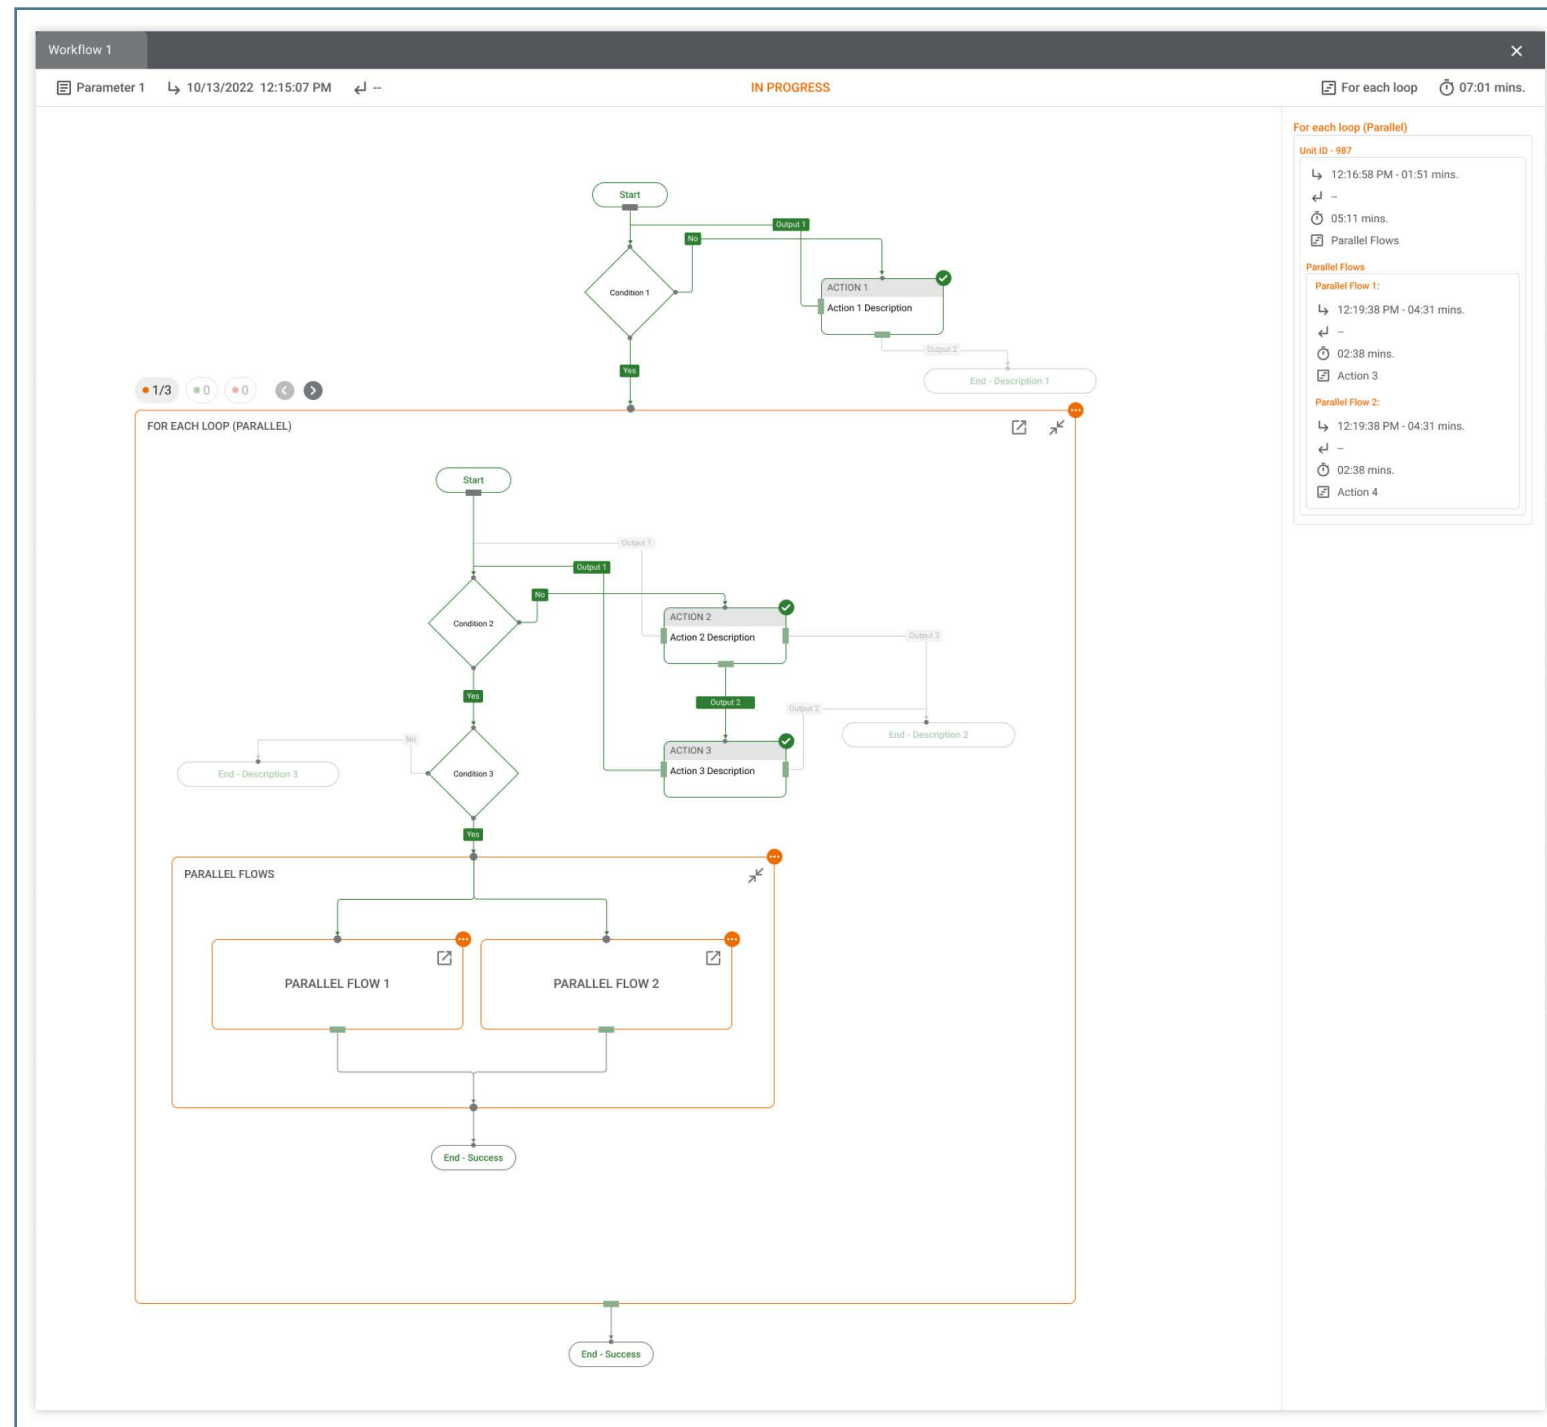 Workflow 1
Parameter 1 10/13/2022 12:15:07 PM -- IN PROGRESS For each loop 07:01 mins.
For each loop (Parallel)
Unit ID - 987
12:16:58 PM - 01:51 mins.
--
05:11 mins.
Parallel Flows
Parallel Flows
Parallel Flow 1:
12:19:38 PM - 04:31 mins.
--
02:38 mins.
Action 3
Parallel Flow 2:
12:19:38 PM - 04:31 mins.
--
02:38 mins.
Action 4
Start
Output 1
No
Condition 1
ACTION 1
Action 1 Description
Output 2
Yes
End - Description 1
1/3 0 0
FOR EACH LOOP (PARALLEL)
Start
Output 1
Output 1
No
Condition 2
ACTION 2
Action 2 Description
Output 3
Yes
Output 2
Output 2
End - Description 2
No
ACTION 3
Action 3 Description
End - Description 3
Condition 3
Yes
PARALLEL FLOWS
PARALLEL FLOW 1
PARALLEL FLOW 2
End - Success
End - Success